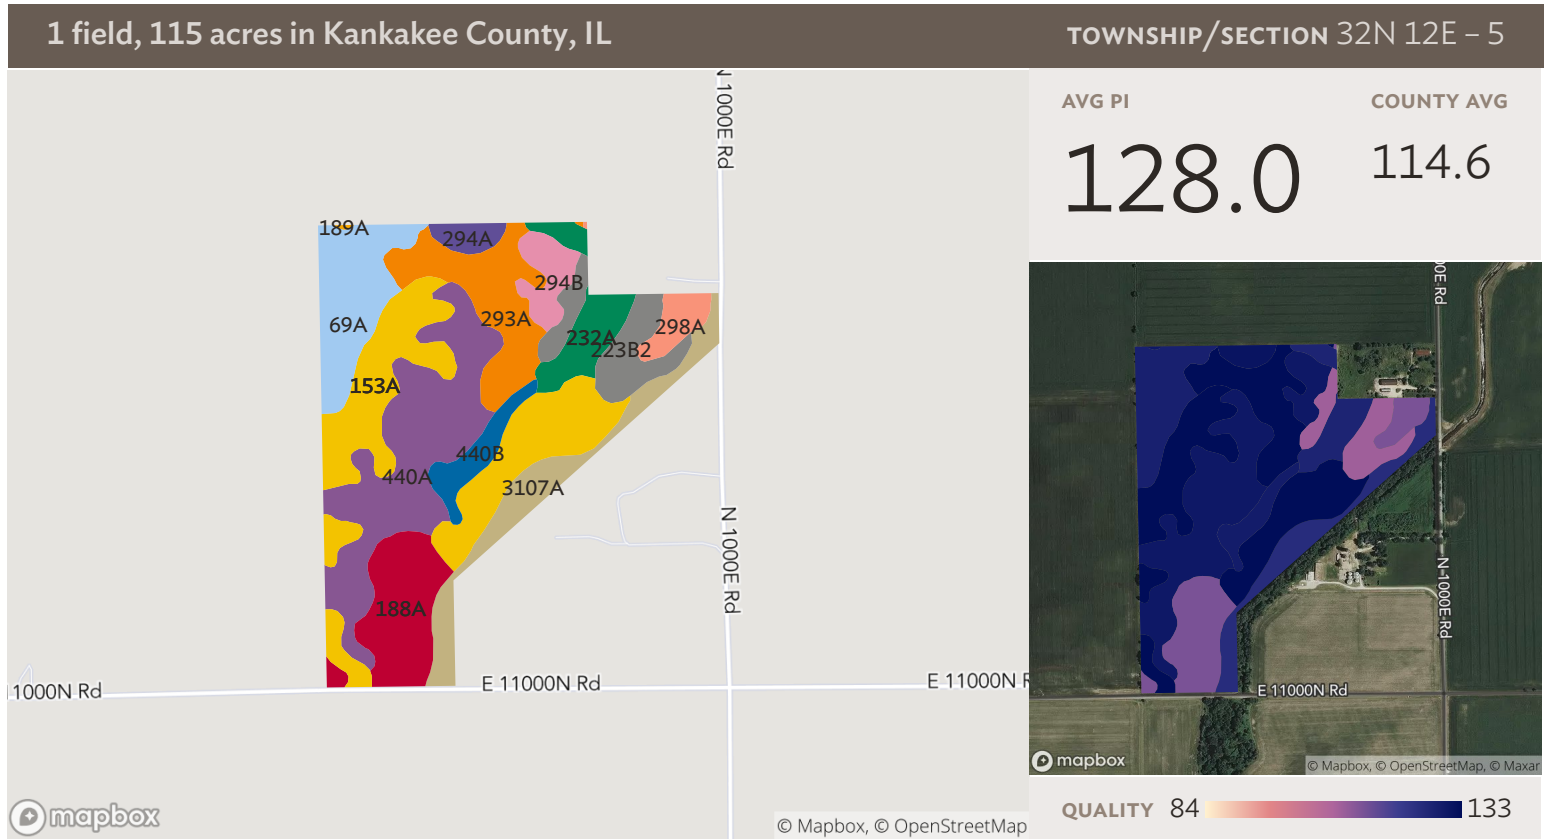 1 field, 115 acres in Kankakee County, IL
TOWNSHIP/SECTION 32N 12E – 5
N 1000E Rd
189A
294A
294B
69A
293A
298A
232A
223B2
153A
440B
440A
3107A
N 1000E Rd
188A
E 11000N Rd
1000N Rd
E 11000N R
mapbox
© Mapbox, © OpenStreetMap
AVG PI
COUNTY AVG
128.0
114.6
00E Rd
N 1000E Rd
E 11000N Rd
mapbox
© Mapbox, © OpenStreetMap, © Maxar
QUALITY 84 133